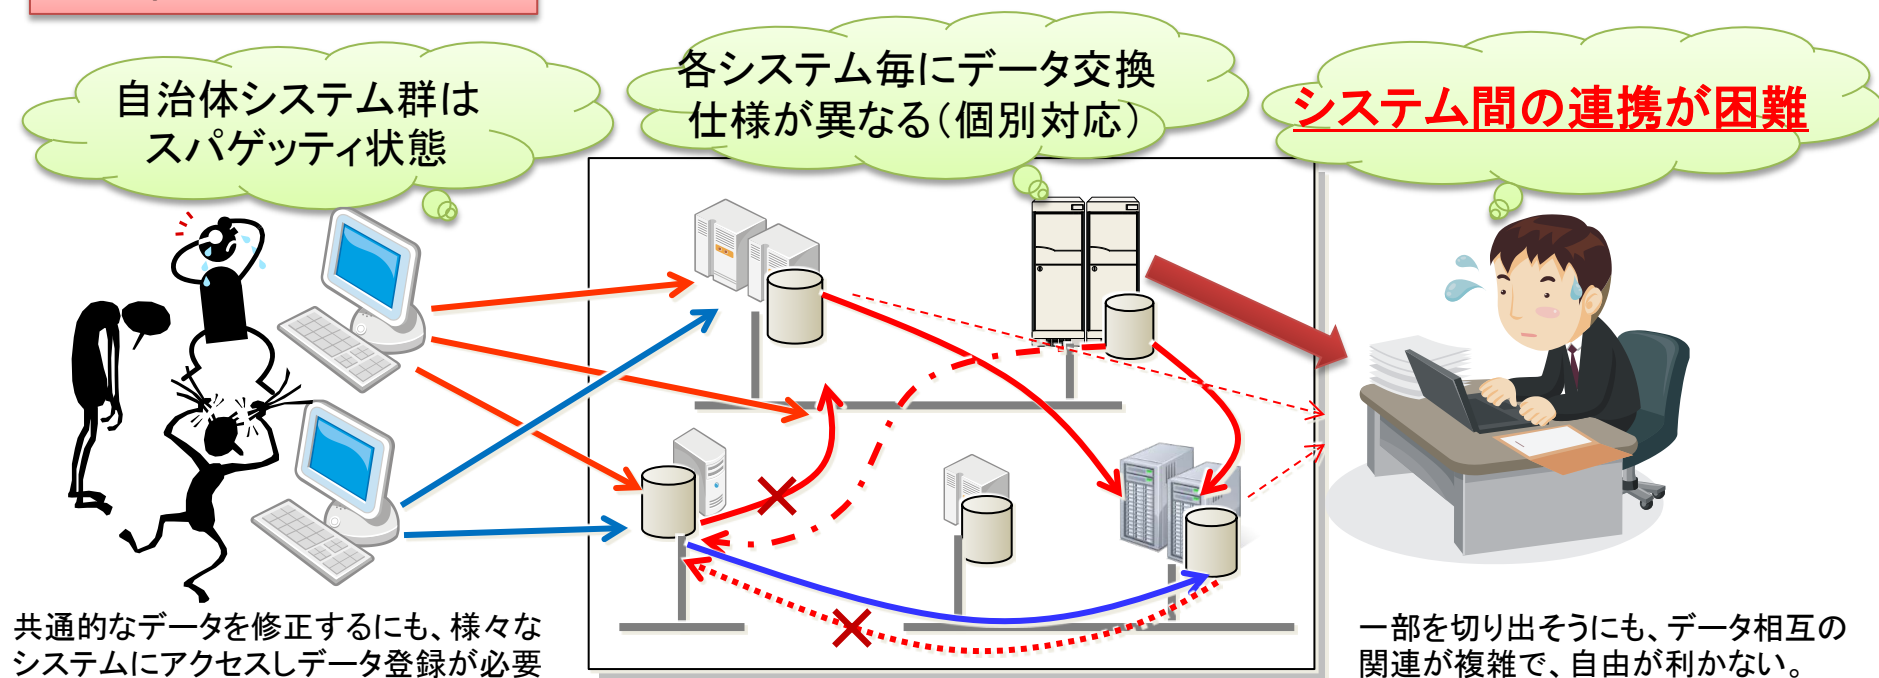 自治体システム群は
スパゲッティ状態
各システム毎にデータ交換
仕様が異なる（個別対応）
システム間の連携が困難
共通的なデータを修正するにも、様々な
システムにアクセスしデータ登録が必要
一部を切り出そうにも、データ相互の
関連が複雑で、自由が利かない。